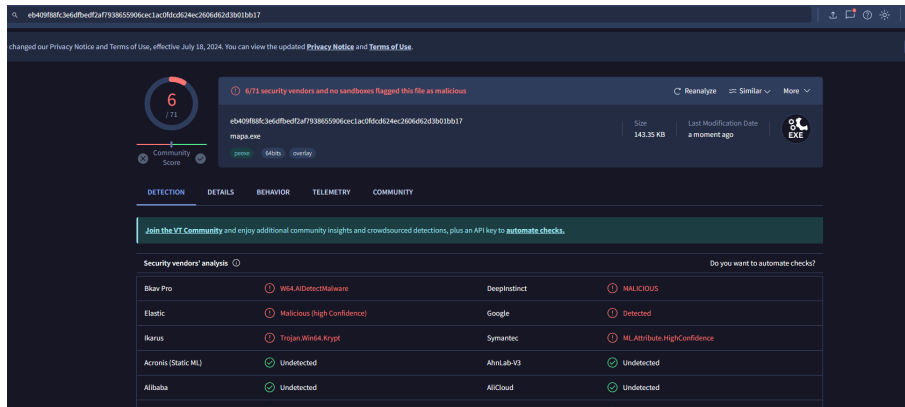 eb409f88fc3e6dfbedf2af7938655906cec1ac0fdcd624ec2606d62d3b01bb17
changed our Privacy Notice and Terms of Use, effective July 18, 2024. You can view the updated Privacy Notice and Terms of Use.
6
/ 71
Community
Score
6/71 security vendors and no sandboxes flagged this file as malicious
Reanalyze
Similar
More
eb409f88fc3e6dfbedf2af7938655906cec1ac0fdcd624ec2606d62d3b01bb17
mapa.exe
peexe
64bits
overlay
Size
143.35 KB
Last Modification Date
a moment ago
EXE
DETECTION DETAILS BEHAVIOR TELEMETRY COMMUNITY
Join the VT Community and enjoy additional community insights and crowdsourced detections, plus an API key to automate checks.
Security vendors' analysis Do you want to automate checks?
Bkav Pro W64.AIDetectMalware DeepInstinct MALICIOUS
Elastic Malicious (high Confidence) Google Detected
Ikarus Trojan.Win64.Krypt Symantec ML.Attribute.HighConfidence
Acronis (Static ML) Undetected AhnLab-V3 Undetected
Alibaba Undetected AliCloud Undetected